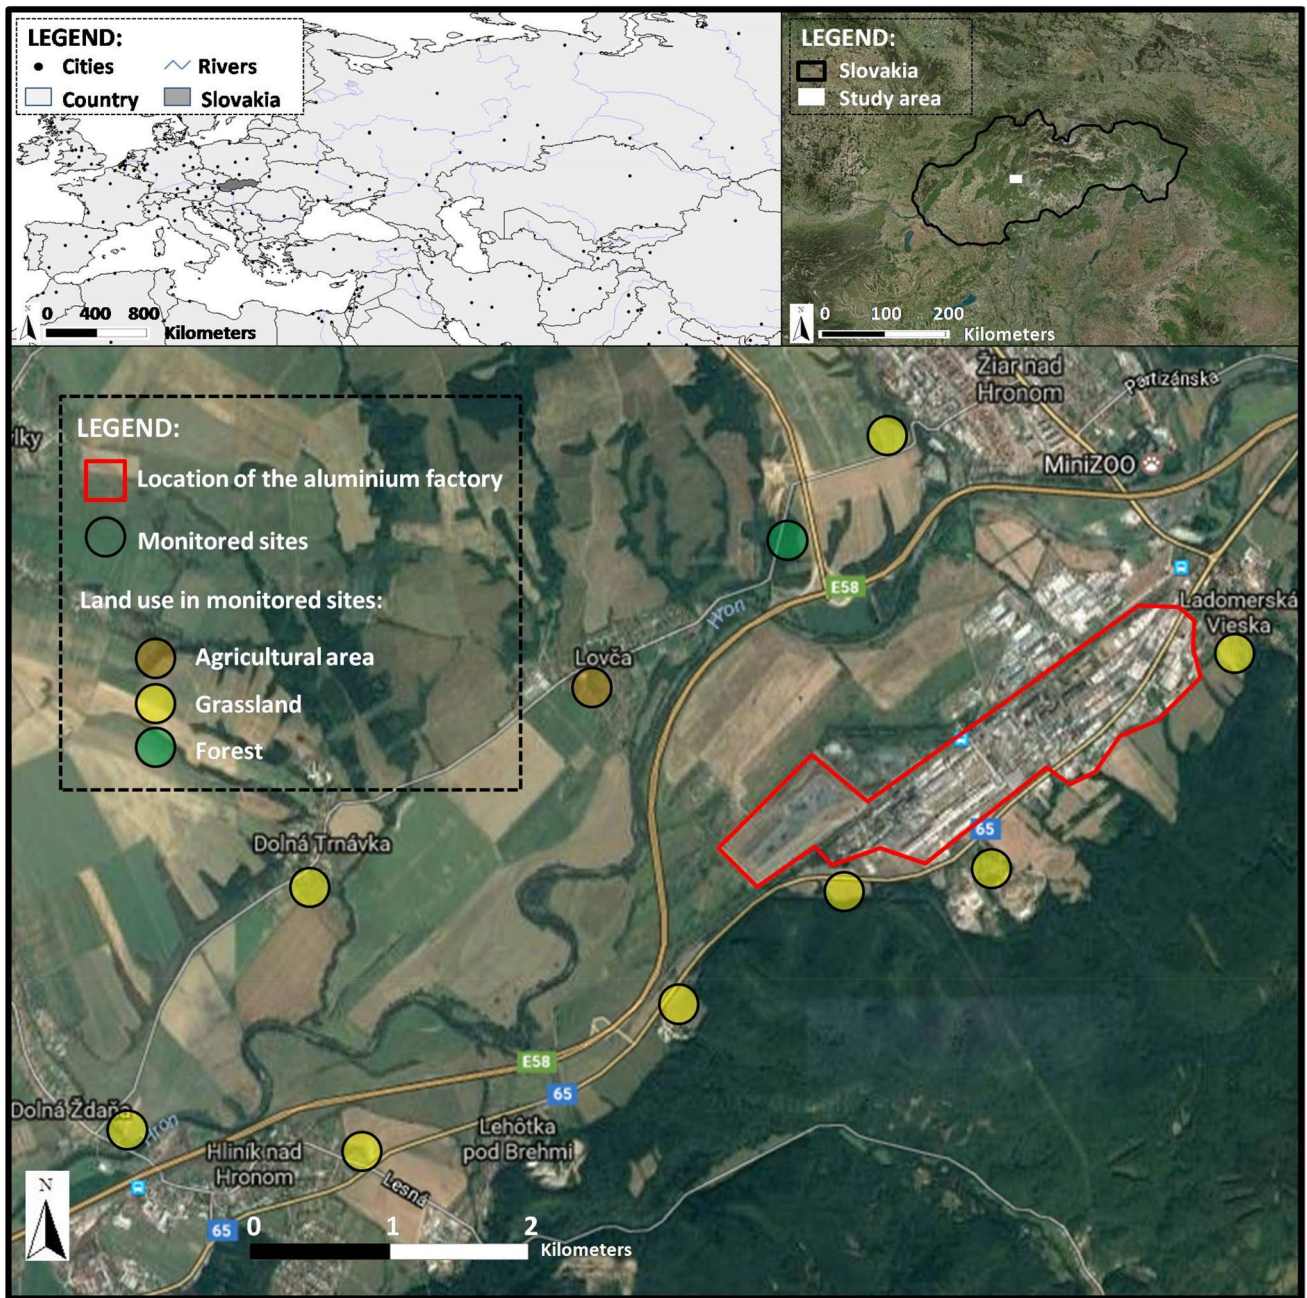 LEGEND:
Cities
Rivers
Country
Slovakia
N
0 400 800
Kilometers
LEGEND:
Slovakia
Study area
N
0 100 200
Kilometers
Žiar nad
Hronom
Partizánska
MiniZOO
lky
LEGEND:
Location of the aluminium factory
Monitored sites
Land use in monitored sites:
Agricultural area
Grassland
Forest
E58
Hron
Ladomerská
Vieska
Lovča
65
Dolná Trnávka
E58
65
Dolná Ždaňa
Hron
Lehôtka
pod Brehmi
Hliník nad
Hronom
Lesná
N
65
0 1 2
Kilometers